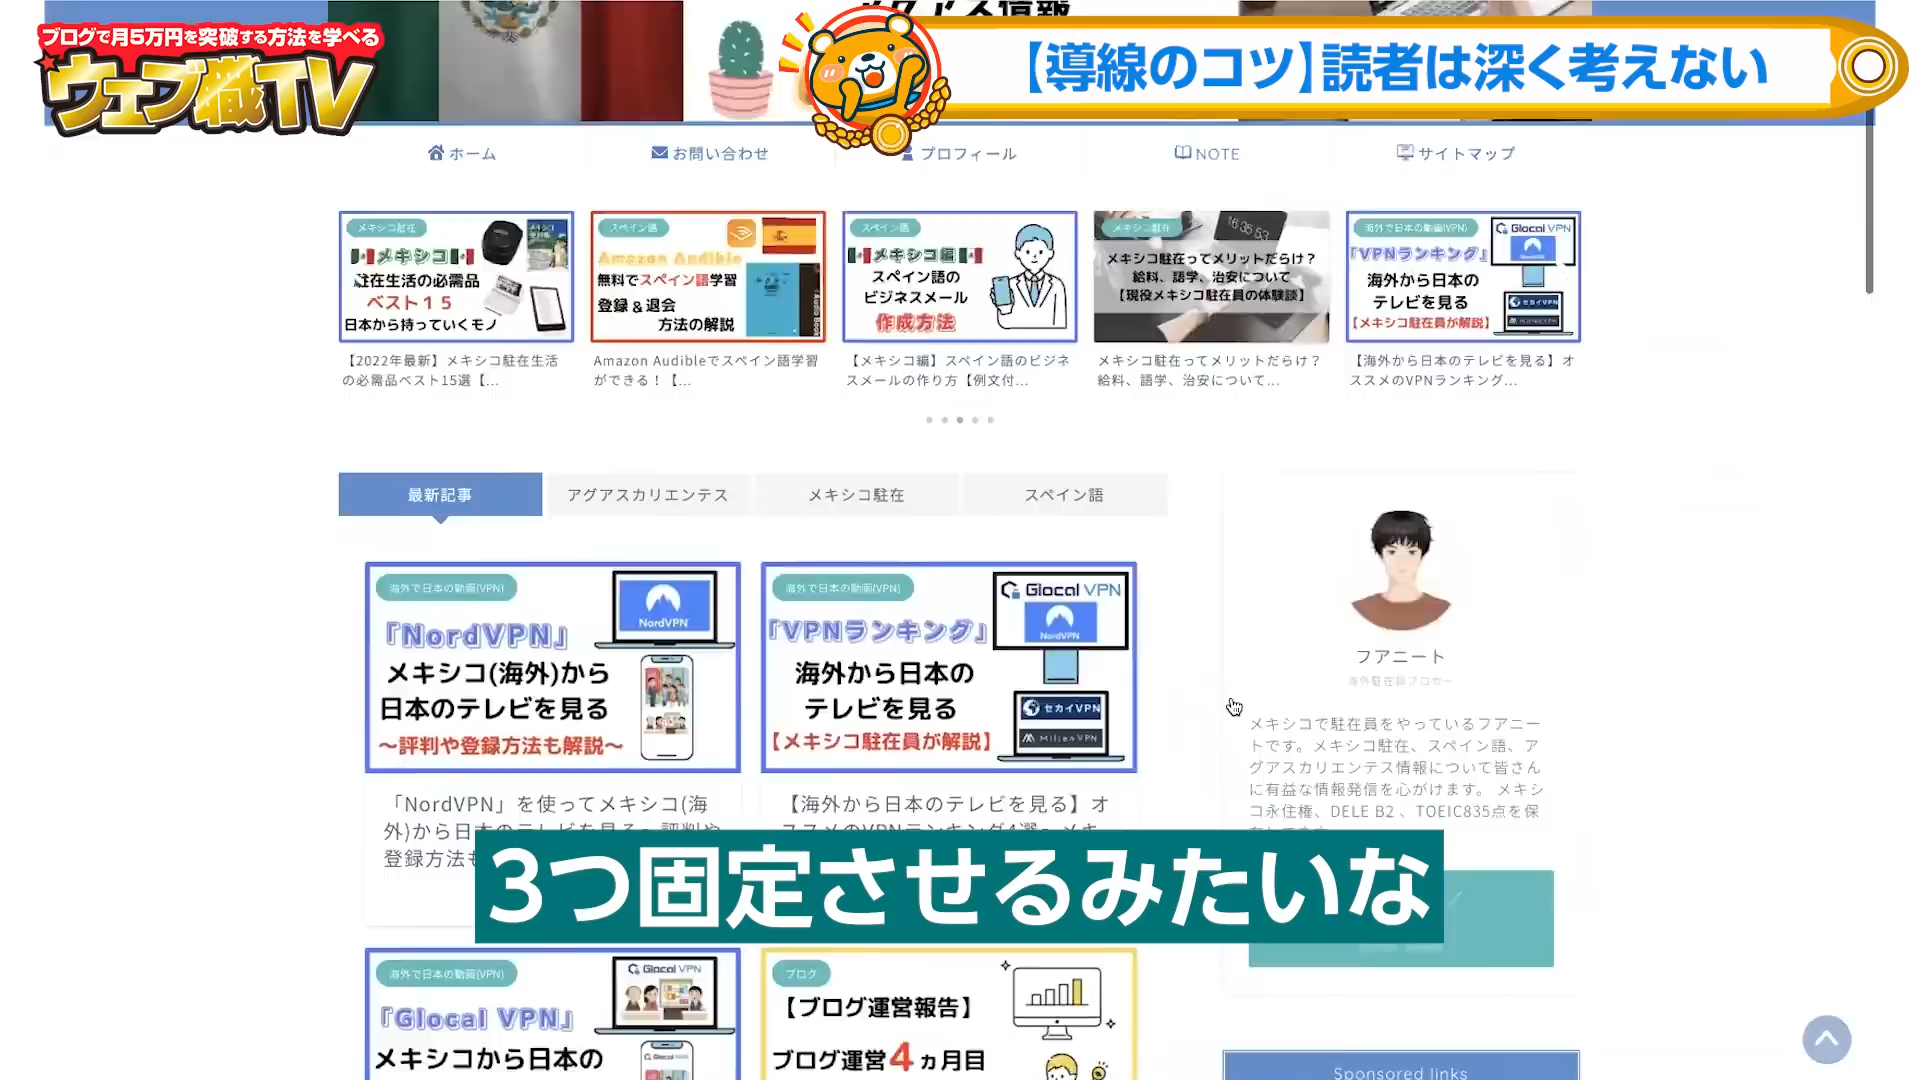 ブログで月5万円を突破する方法を学べる
ウェブ職TV
【導線のコツ】読者は深く考えない
ホーム
お問い合わせ
プロフィール
NOTE
サイトマップ
メキシコ駐在
メキシコ
駐在生活の必需品
ベスト15
日本から持っていくモノ
【2022年最新】メキシコ駐在生活
の必需品ベスト15選【...
スペイン語
Amazon Audible
無料でスペイン語学習
登録&退会
方法の解説
Amazon Audibleでスペイン語学習
ができる!【...
スペイン語
メキシコ編
スペイン語の
ビジネスメール
作成方法
【メキシコ編】スペイン語のビジネ
スメールの作り方【例文付...
メキシコ駐在
16:35 53
メキシコ駐在ってメリットだらけ?
給料、語学、治安について
【現役メキシコ駐在員の体験談】
メキシコ駐在ってメリットだらけ?
給料、語学、治安について...
海外で日本の動画(VPN)
Glocal VPN
『VPNランキング』
海外から日本の
テレビを見る
セカイVPN
【メキシコ駐在員が解説】
【海外から日本のテレビを見る】オ
ススメのVPNランキング...
最新記事
アグアスカリエンテス
メキシコ駐在
スペイン語
海外で日本の動画(VPN)
NordVPN
『NordVPN』
メキシコ(海外)から
日本のテレビを見る
〜評判や登録方法も解説〜
「NordVPN」を使ってメキシコ(海
海外で日本の動画(VPN)
Glocal VPN
NordVPN
『VPNランキング』
海外から日本の
テレビを見る
セカイVPN
MillenVPN
【メキシコ駐在員が解説】
【海外から日本のテレビを見る】オ
フアニート
海外駐在員ブロガー
メキシコで駐在員をやっているフアニー
トです。メキシコ駐在、スペイン語、ア
グアスカリエンテス情報について皆さん
に有益な情報発信を心がけます。 メキシ
コ永住権、DELE B2 、TOEIC835点を保
3つ固定させるみたいな
海外で日本の動画(VPN)
Glocal VPN
『Glocal VPN』
メキシコから日本の
Glocal VPN
ブログ
【ブログ運営報告】
ブログ運営4ヵ月目
Sponsored links